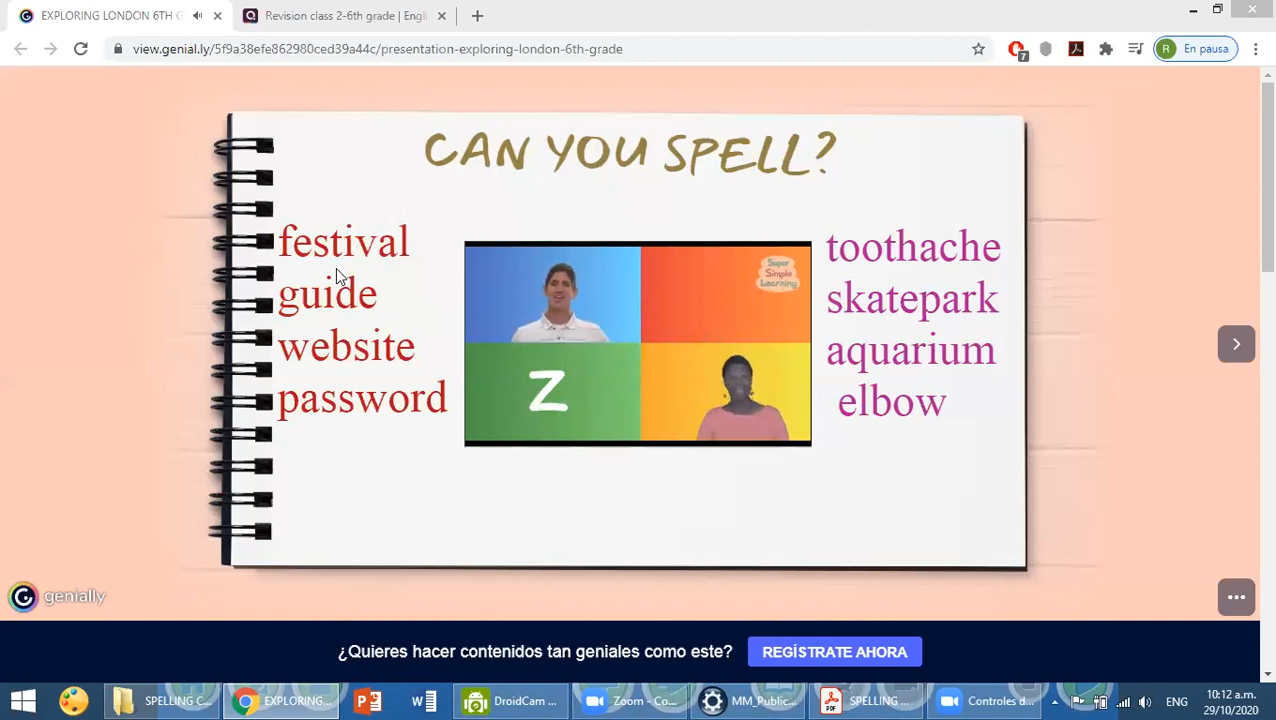 EXPLORING LONDON 6TH G
Revision class 2-6th grade | Engli
view.genial.ly/5f9a38efe862980ced39a44c/presentation-exploring-london-6th-grade
7
R
En pausa
CAN YOU SPELL?
festival
guide
website
password
Super
Simple
Learning
Z
toothache
skatepark
aquarium
elbow
genially
¿Quieres hacer contenidos tan geniales como este?
REGÍSTRATE AHORA
SPELLING C...
EXPLORING...
DroidCam ...
Zoom - Co...
MM_Public...
SPELLING ...
Controles d...
ENG
10:12 a.m.
29/10/2020